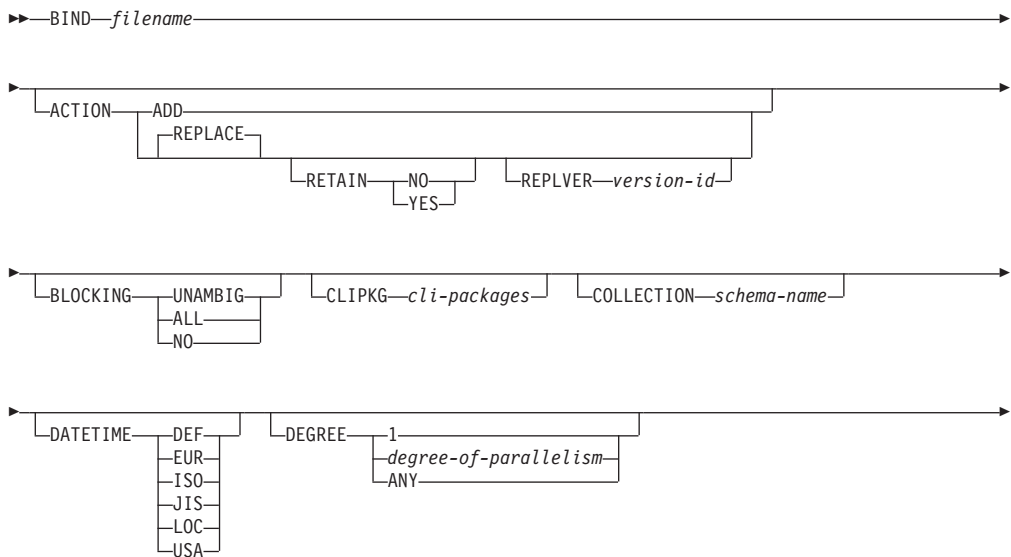 BIND filename
ACTION ADD
REPLACE
RETAIN NO REPLVER version-id
YES
BLOCKING UNAMBIG CLIPKG cli-packages COLLECTION schema-name
ALL
NO
DATETIME DEF DEGREE 1
EUR degree-of-parallelism
ISO ANY
JIS
LOC
USA